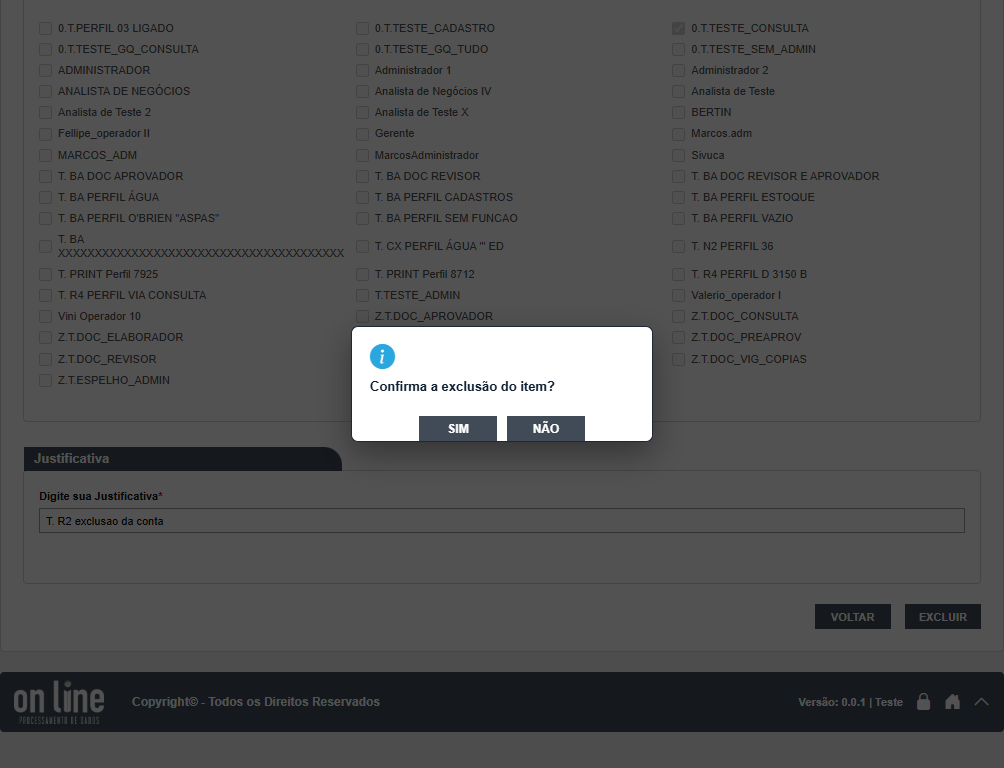 0.T.PERFIL 03 LIGADO
0.T.TESTE_CADASTRO
0.T.TESTE_CONSULTA
0.T.TESTE_GQ_CONSULTA
0.T.TESTE_GQ_TUDO
0.T.TESTE_SEM_ADMIN
ADMINISTRADOR
Administrador 1
Administrador 2
ANALISTA DE NEGÓCIOS
Analista de Negócios IV
Analista de Teste
Analista de Teste 2
Analista de Teste X
BERTIN
Fellipe_operador II
Gerente
Marcos.adm
MARCOS_ADM
MarcosAdministrador
Sivuca
T. BA DOC APROVADOR
T. BA DOC REVISOR
T. BA DOC REVISOR E APROVADOR
T. BA PERFIL ÁGUA
T. BA PERFIL CADASTROS
T. BA PERFIL ESTOQUE
T. BA PERFIL O'BRIEN "ASPAS"
T. BA PERFIL SEM FUNCAO
T. BA PERFIL VAZIO
T. BA
XXXXXXXXXXXXXXXXXXXXXXXXXXXXXXXXXXXXXXX
T. CX PERFIL ÁGUA '" ED
T. N2 PERFIL 36
T. PRINT Perfil 7925
T. PRINT Perfil 8712
T. R4 PERFIL D 3150 B
T. R4 PERFIL VIA CONSULTA
T.TESTE_ADMIN
Valerio_operador I
Vini Operador 10
Z.T.DOC_APROVADOR
Z.T.DOC_CONSULTA
Z.T.DOC_ELABORADOR
Z.T.DOC_PREAPROV
Z.T.DOC_REVISOR
Z.T.DOC_VIG_COPIAS
Z.T.ESPELHO_ADMIN
i
Confirma a exclusão do item?
SIM
NÃO
Justificativa
Digite sua Justificativa*
T. R2 exclusao da conta
VOLTAR
EXCLUIR
on line
PORCESSAMENTO DE DADOS
Copyright© - Todos os Direitos Reservados
Versão: 0.0.1 | Teste